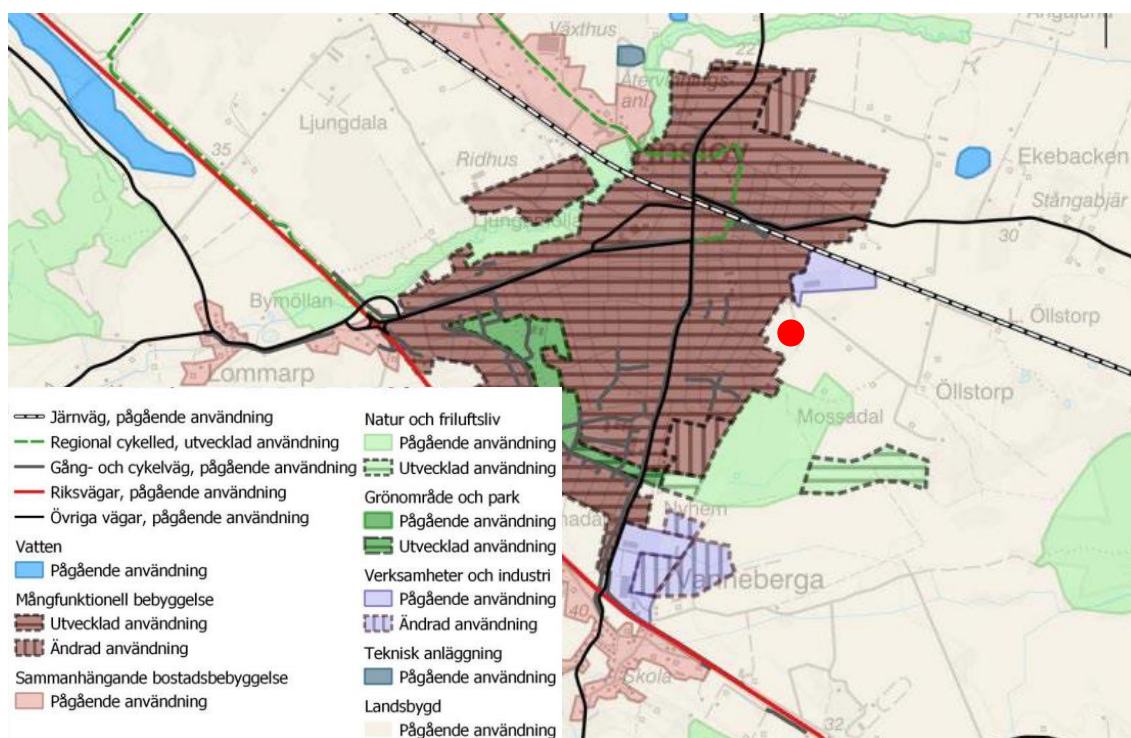 Ängalund
Växthus
22
Återvinnings-
anl.
Ljungdala
35
Ridhus
Ekebacken
Stångabjär
30
Bymöllan
L. Öllstorp
Lommarp
Öllstorp
Mossadal
Nyhem
Vanneberga
40
Skola
32
Järnväg, pågående användning
Regional cykelled, utvecklad användning
Gång- och cykelväg, pågående användning
Riksvägar, pågående användning
Övriga vägar, pågående användning
Vatten
Pågående användning
Mångfunktionell bebyggelse
Utvecklad användning
Ändrad användning
Sammanhängande bostadsbebyggelse
Pågående användning
Natur och friluftsliv
Pågående användning
Utvecklad användning
Grönområde och park
Pågående användning
Utvecklad användning
Verksamheter och industri
Pågående användning
Ändrad användning
Teknisk anläggning
Pågående användning
Landsbygd
Pågående användning